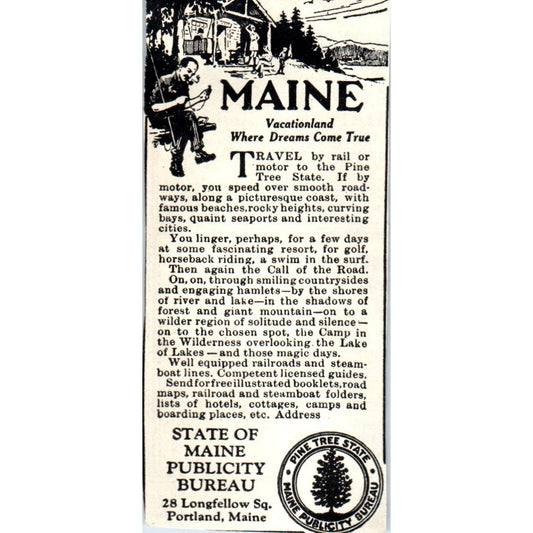 MAINE
Vacationland
Where Dreams Come True
TRAVEL by rail or
motor to the Pine
Tree State. If by
motor, you speed over smooth road-
ways, along a picturesque coast, with
famous beaches, rocky heights, curving
bays, quaint seaports and interesting
cities.
You linger, perhaps, for a few days
at some fascinating resort, for golf,
horseback riding, a swim in the surf.
Then again the Call of the Road.
On, on, through smiling countrysides
and engaging hamlets—by the shores
of river and lake—in the shadows of
forest and giant mountain—on to a
wilder region of solitude and silence—
on to the chosen spot, the Camp in
the Wilderness overlooking the Lake
of Lakes—and those magic days.
Well equipped railroads and steam-
boat lines. Competent licensed guides.
Send for free illustrated booklets, road
maps, railroad and steamboat folders,
lists of hotels, cottages, camps and
boarding places, etc. Address
STATE OF
MAINE
PUBLICITY
BUREAU
28 Longfellow Sq.
Portland, Maine
PINE TREE STATE
MAINE PUBLICITY BUREAU